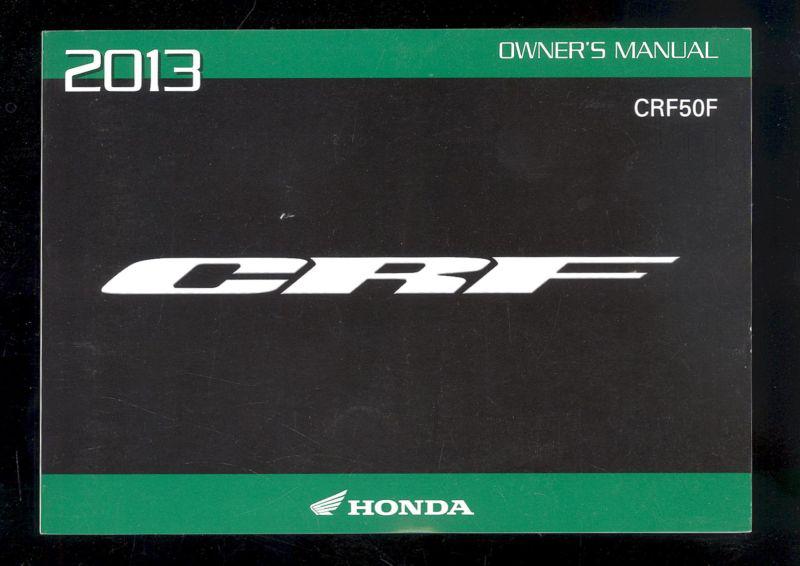 2013
OWNER'S MANUAL
CRF50F
CRF
HONDA